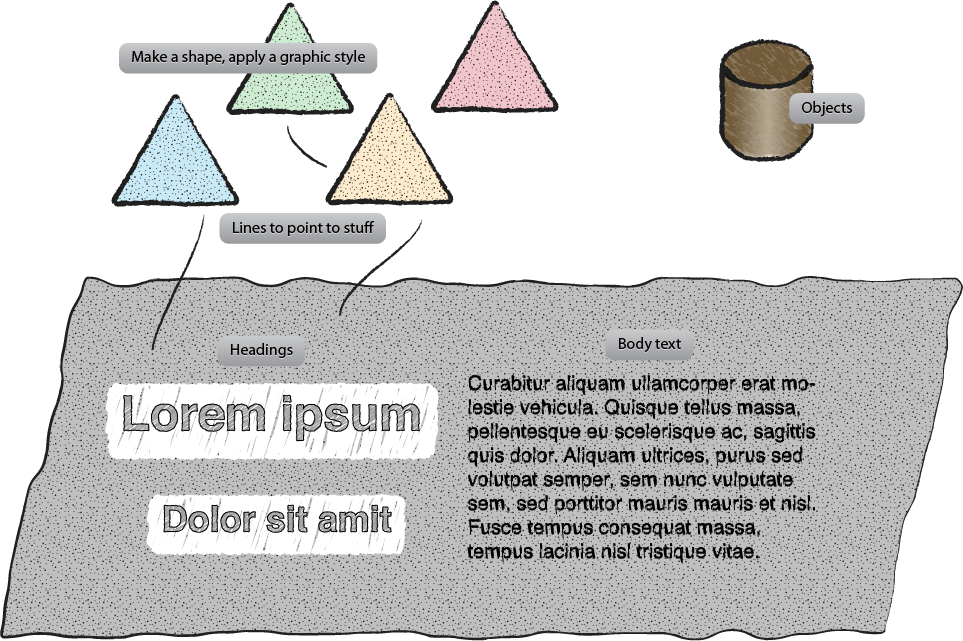 Make a shape, apply a graphic style
Objects
Lines to point to stuff
Headings
Lorem ipsum
Dolor sit amit
Body text
Curabitur aliquam ullamcorper erat mo-
lestie vehicula. Quisque tellus massa,
pellentesque eu scelerisque ac, sagittis
quis dolor. Aliquam ultrices, purus sed
volutpat semper, sem nunc vulputate
sem, sed porttitor mauris mauris et nisl.
Fusce tempus consequat massa,
tempus lacinia nisl tristique vitae.